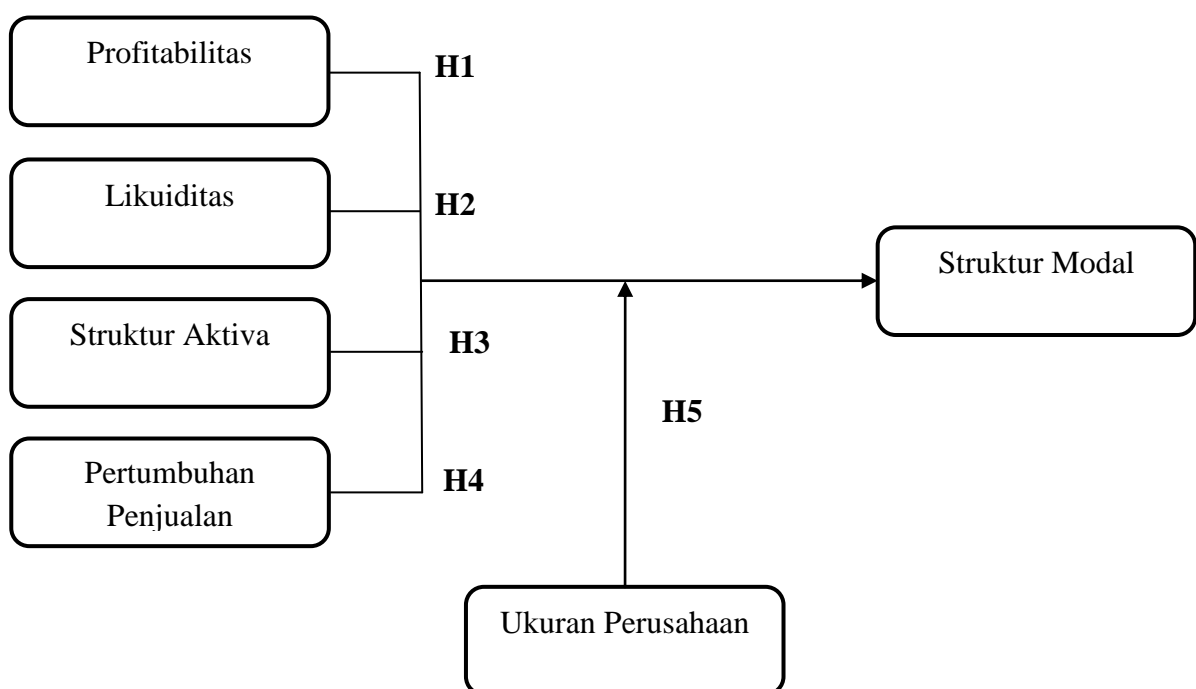 Profitabilitas
H1
Likuiditas
H2
Struktur Modal
Struktur Aktiva
H3
H5
Pertumbuhan
Penjualan
H4
Ukuran Perusahaan